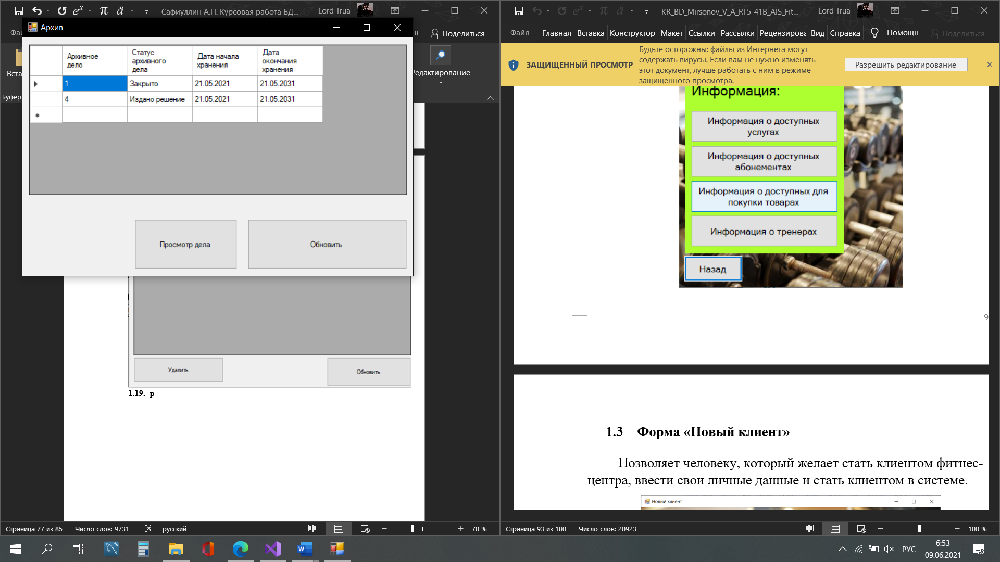 Сафиуллин А.П. Курсовая работа БД...
Lord Trua
Архив
Поделиться
Редактирование
Буфер
Архивное дело
Статус архивного дела
Дата начала хранения
Дата окончания хранения
1
Закрыто
21.05.2021
21.05.2031
4
Издано решение
21.05.2021
21.05.2031
Просмотр дела
Обновить
Удалить
Обновить
1.19. р
Страница 77 из 85
Число слов: 9731
русский
70 %
KR_BD_Mirsonov_V_A_RT5-41B_AIS_Fit...
Lord Trua
Файл
Главная
Вставка
Конструктор
Макет
Ссылки
Рассылки
Рецензирова
Вид
Справка
Помощн
Поделиться
ЗАЩИЩЕННЫЙ ПРОСМОТР
Будьте осторожны: файлы из Интернета могут
содержать вирусы. Если вам не нужно изменять
этот документ, лучше работать с ним в режиме
защищенного просмотра.
Разрешить редактирование
Информация:
Информация о доступных
услугах
Информация о доступных
абонементах
Информация о доступных для
покупки товарах
Информация о тренерах
Назад
9
1.3 Форма «Новый клиент»
Позволяет человеку, который желает стать клиентом фитнес-
центра, ввести свои личные данные и стать клиентом в системе.
Новый клиент
Страница 93 из 180
Число слов: 20923
100 %
РУС
6:53
09.06.2021